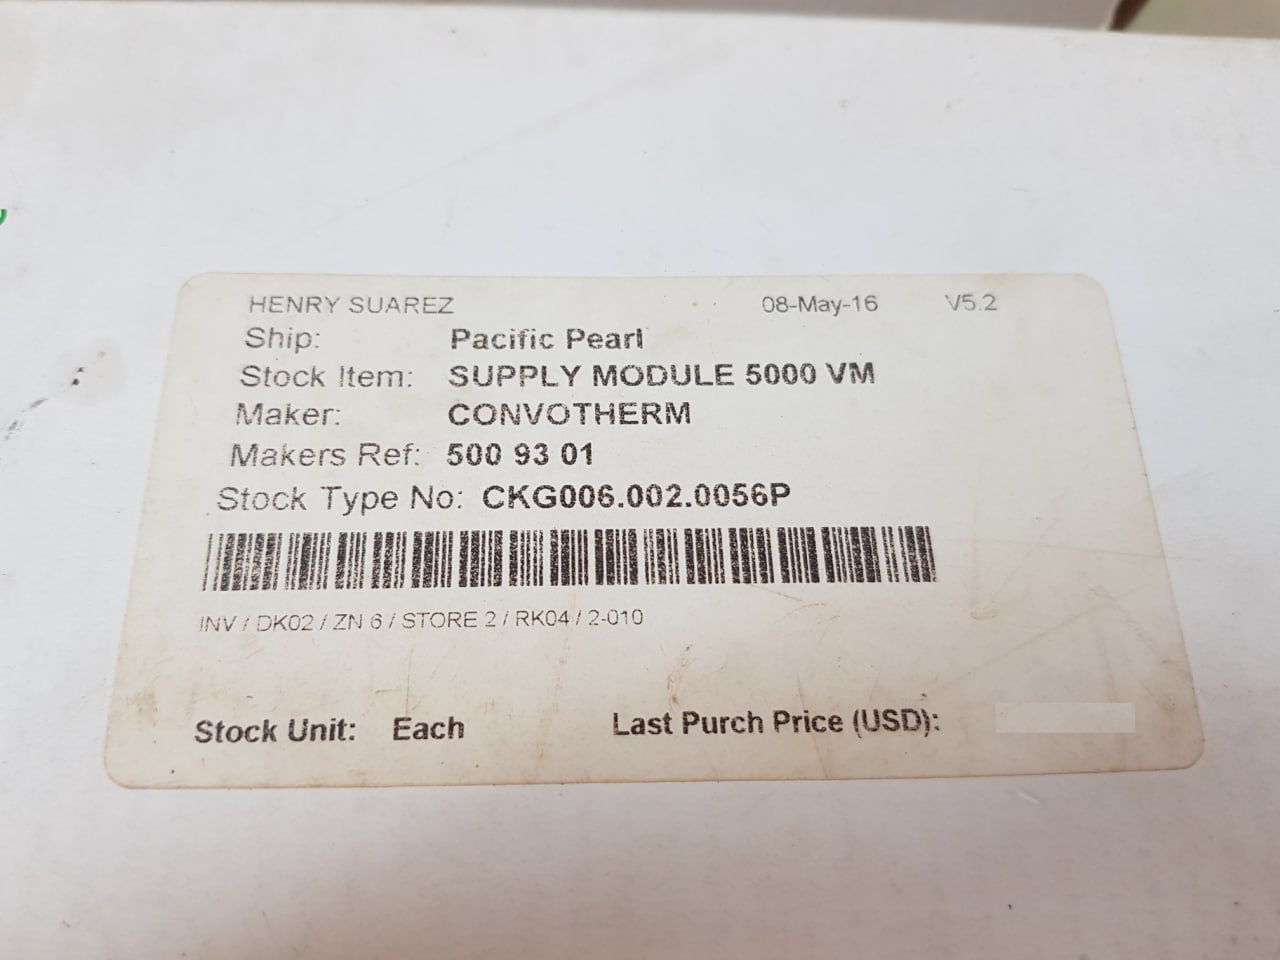 HENRY SUAREZ 08-May-16 V5.2
Ship: Pacific Pearl
Stock Item: SUPPLY MODULE 5000 VM
Maker: CONVOTHERM
Makers Ref: 500 93 01
Stock Type No: CKG006.002.0056P
INV / DK02 / ZN 6 / STORE 2 / RK04 / 2-010
Stock Unit: Each Last Purch Price (USD):